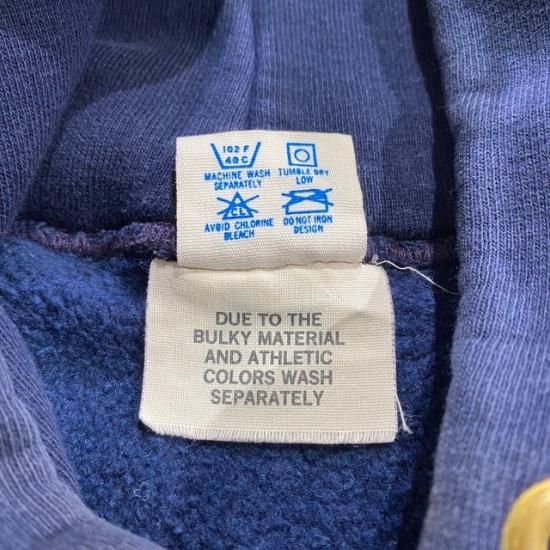 102 F
40 C
MACHINE WASH
SEPARATELY
TUMBLE DRY
LOW
CL
AVOID CHLORINE
BLEACH
DO NOT IRON
DESIGN
DUE TO THE
BULKY MATERIAL
AND ATHLETIC
COLORS WASH
SEPARATELY